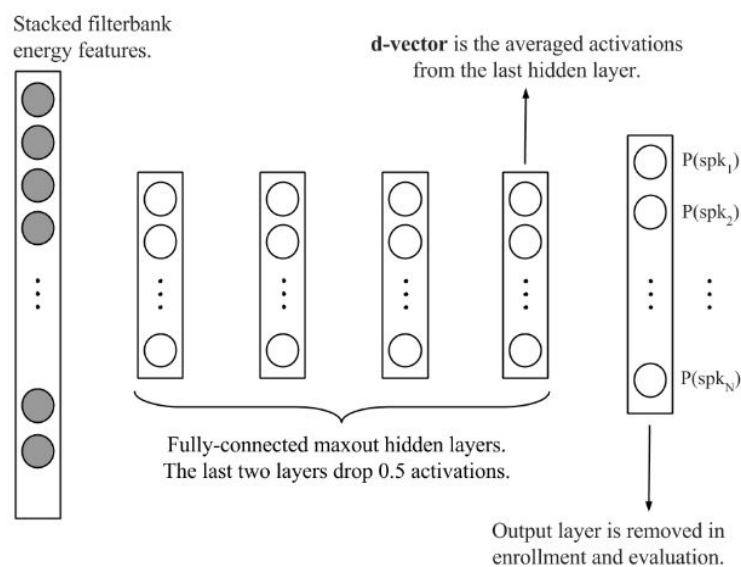 Stacked filterbank
energy features.
d-vector is the averaged activations
from the last hidden layer.
P(spk₁)
P(spk₂)
P(spk_N)
Fully-connected maxout hidden layers.
The last two layers drop 0.5 activations.
Output layer is removed in
enrollment and evaluation.